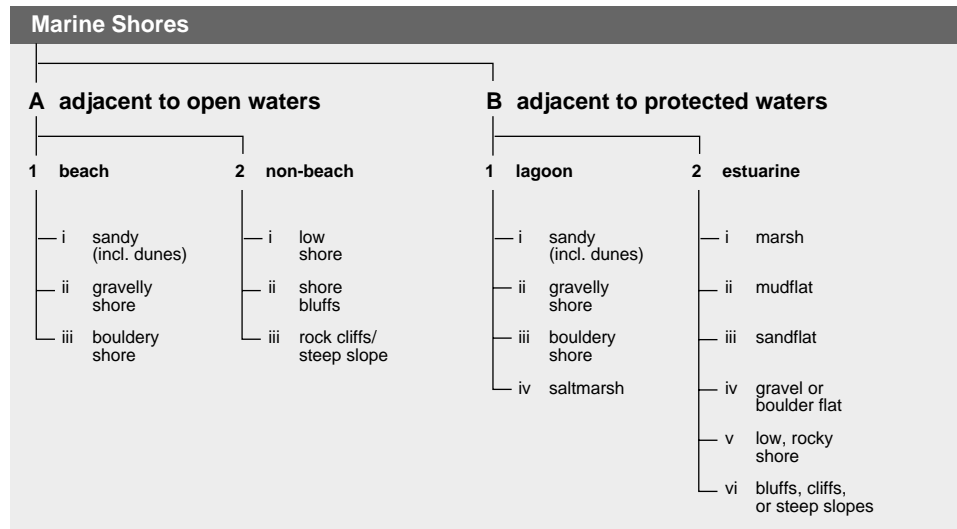 Marine Shores
A adjacent to open waters
1 beach
i sandy
(incl. dunes)
ii gravelly
shore
iii bouldery
shore
2 non-beach
i low
shore
ii shore
bluffs
iii rock cliffs/
steep slope
B adjacent to protected waters
1 lagoon
i sandy
(incl. dunes)
ii gravelly
shore
iii bouldery
shore
iv saltmarsh
2 estuarine
i marsh
ii mudflat
iii sandflat
iv gravel or
boulder flat
v low, rocky
shore
vi bluffs, cliffs,
or steep slopes